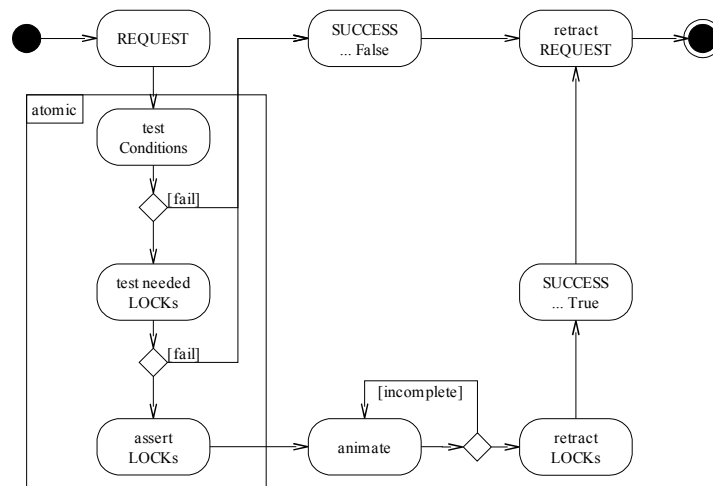 REQUEST
SUCCESS
... False
retract
REQUEST
atomic
test
Conditions
[fail]
test needed
LOCKs
SUCCESS
... True
[fail]
[incomplete]
assert
LOCKs
animate
retract
LOCKs